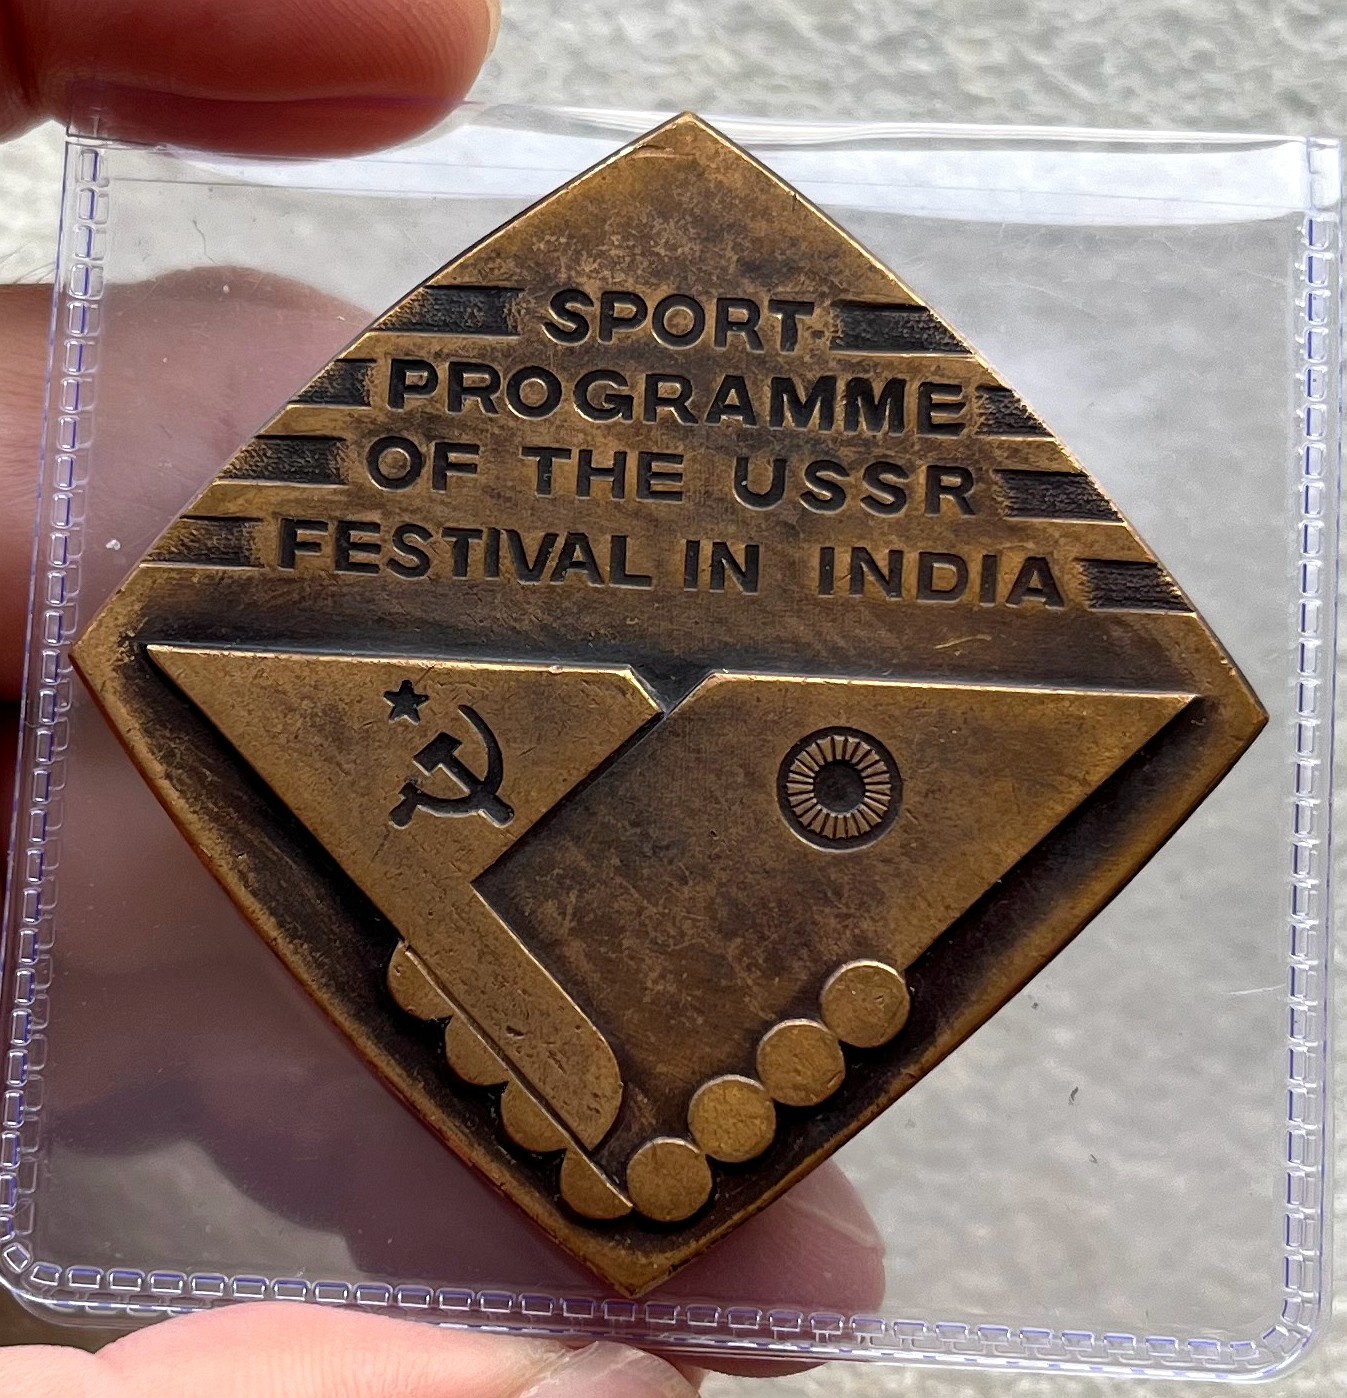 SPORT
PROGRAMME
OF THE USSR
FESTIVAL IN INDIA